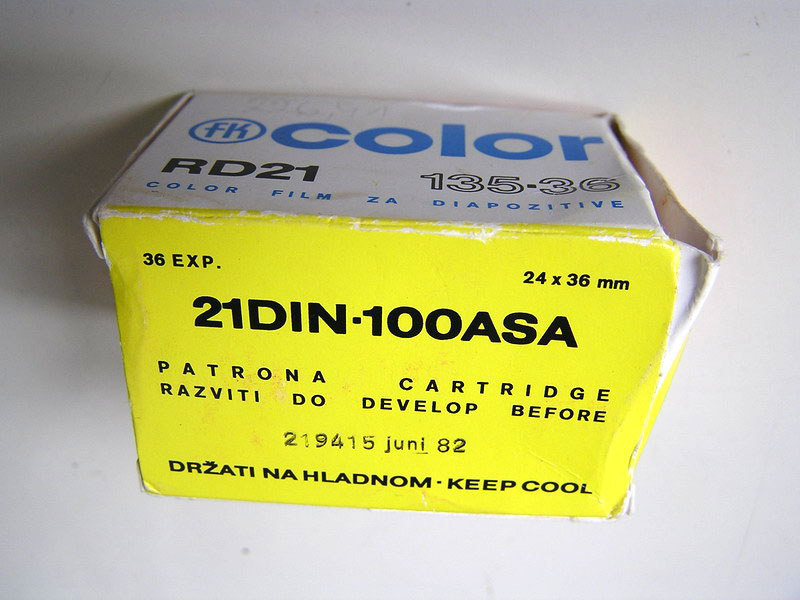 FK color
RD21 135-36
COLOR FILM ZA DIAPOZITIVE
36 EXP. 24 x 36 mm
21DIN·100ASA
PATRONA CARTRIDGE
RAZVITI DO DEVELOP BEFORE
219415 juni 82
DRŽATI NA HLADNOM · KEEP COOL